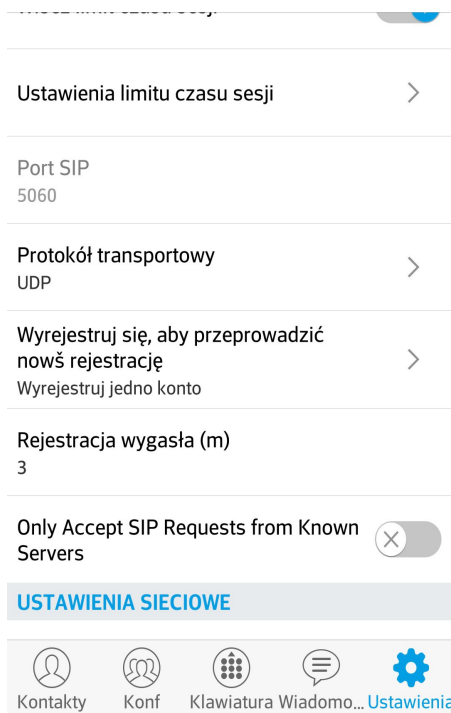 Ustawienia limitu czasu sesji
Port SIP
5060
Protokół transportowy
UDP
Wyrejestruj się, aby przeprowadzić
nowš rejestrację
Wyrejestruj jedno konto
Rejestracja wygasła (m)
3
Only Accept SIP Requests from Known
Servers
USTAWIENIA SIECIOWE
Kontakty Konf Klawiatura Wiadomo... Ustawienia